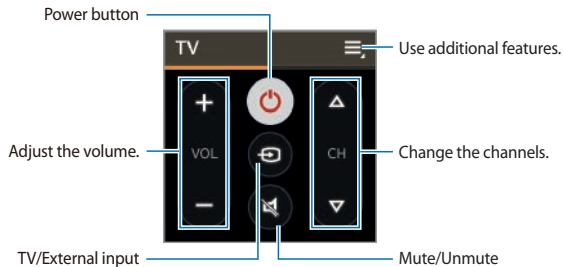 Power button
TV
Use additional features.
Adjust the volume.
VOL
CH
Change the channels.
TV/External input
Mute/Unmute